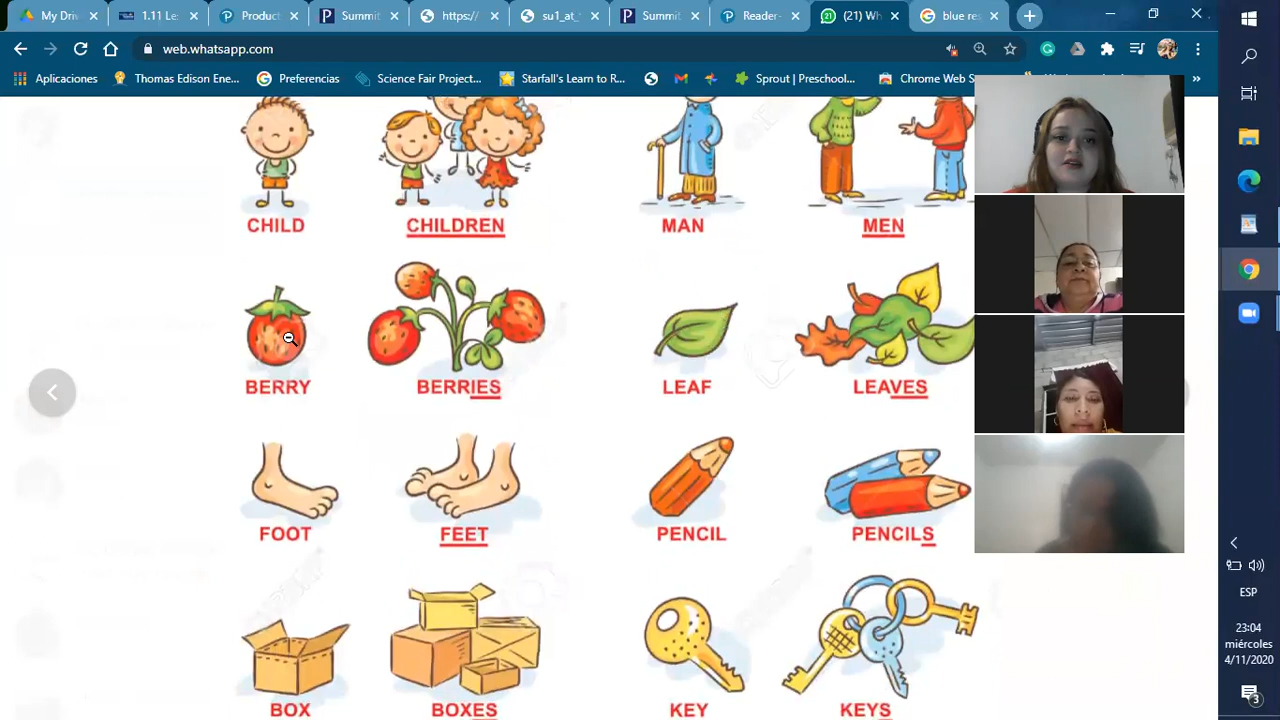 My Driv
1.11 Le
Product
Summit
https://
su1_at_
Summit
Reader-
(21) Wh
blue res
web.whatsapp.com
Aplicaciones
Thomas Edison Ene...
Preferencias
Science Fair Project...
Starfall's Learn to R...
Sprout | Preschool...
Chrome Web S
»
CHILD
CHILDREN
MAN
MEN
BERRY
BERRIES
LEAF
LEAVES
FOOT
FEET
PENCIL
PENCILS
BOX
BOXES
KEY
KEYS
ESP
23:04
miércoles
4/11/2020
3